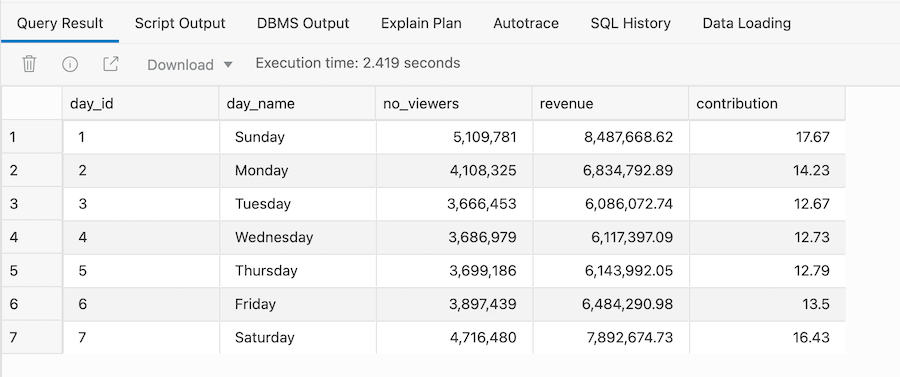 Query Result Script Output DBMS Output Explain Plan Autotrace SQL History Data Loading
Download Execution time: 2.419 seconds
day_id day_name no_viewers revenue contribution
1 1 Sunday 5,109,781 8,487,668.62 17.67
2 2 Monday 4,108,325 6,834,792.89 14.23
3 3 Tuesday 3,666,453 6,086,072.74 12.67
4 4 Wednesday 3,686,979 6,117,397.09 12.73
5 5 Thursday 3,699,186 6,143,992.05 12.79
6 6 Friday 3,897,439 6,484,290.98 13.5
7 7 Saturday 4,716,480 7,892,674.73 16.43